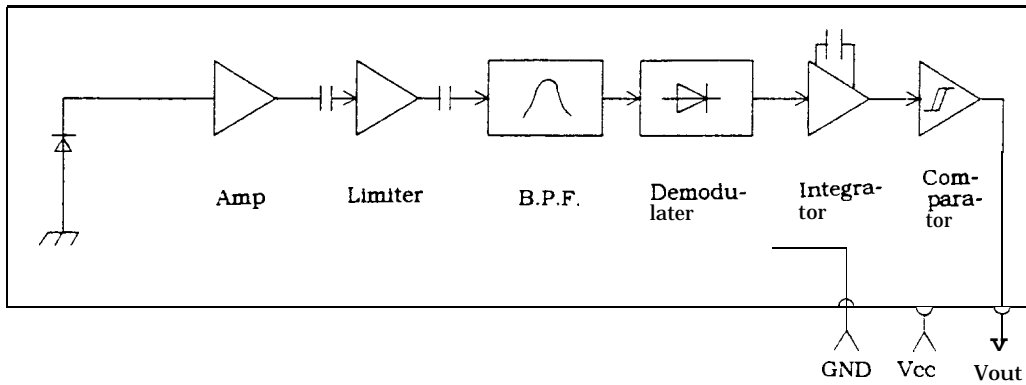 Amp
Limiter
B.P.F.
Demodu-
later
Integra-
tor
Com-
para-
tor
GND
Vcc
Vout